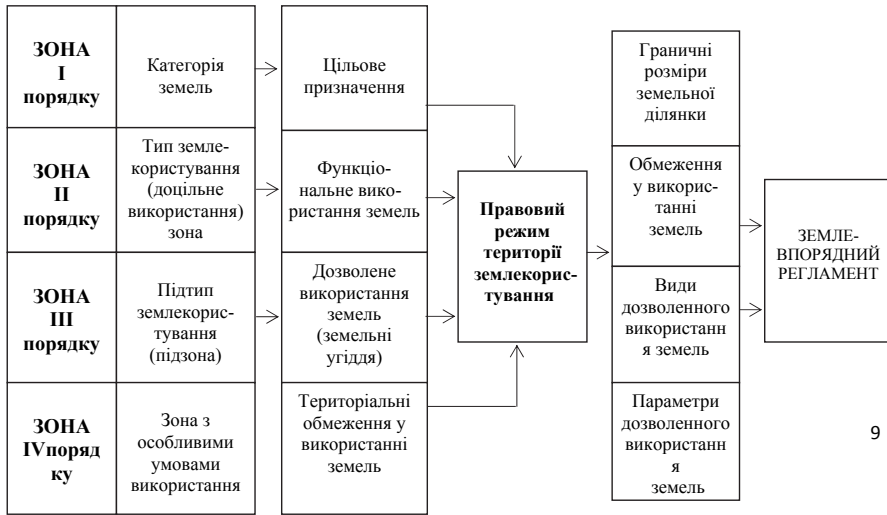 ЗОНА
I
порядку
Категорія
земель
Цільове
призначення
ЗОНА
II
порядку
Тип земле-
користування
(доцільне
використання)
зона
Функціо-
нальне вико-
ристання земель
ЗОНА
III
порядку
Підтип
землекорис-
тування
(підзона)
Дозволене
використання
земель
(земельні
угіддя)
ЗОНА
IVпоряд
ку
Зона з
особливими
умовами
використання
Територіальні
обмеження у
використанні
земель
Правовий
режим
території
землекорис-
тування
Граничні
розміри
земельної
ділянки
Обмеження
у викорис-
танні
земель
Види
дозволенного
використанн
я земель
Параметри
дозволенного
використанн
я
земель
ЗЕМЛЕ-
ВПОРЯДНИЙ
РЕГЛАМЕНТ
9